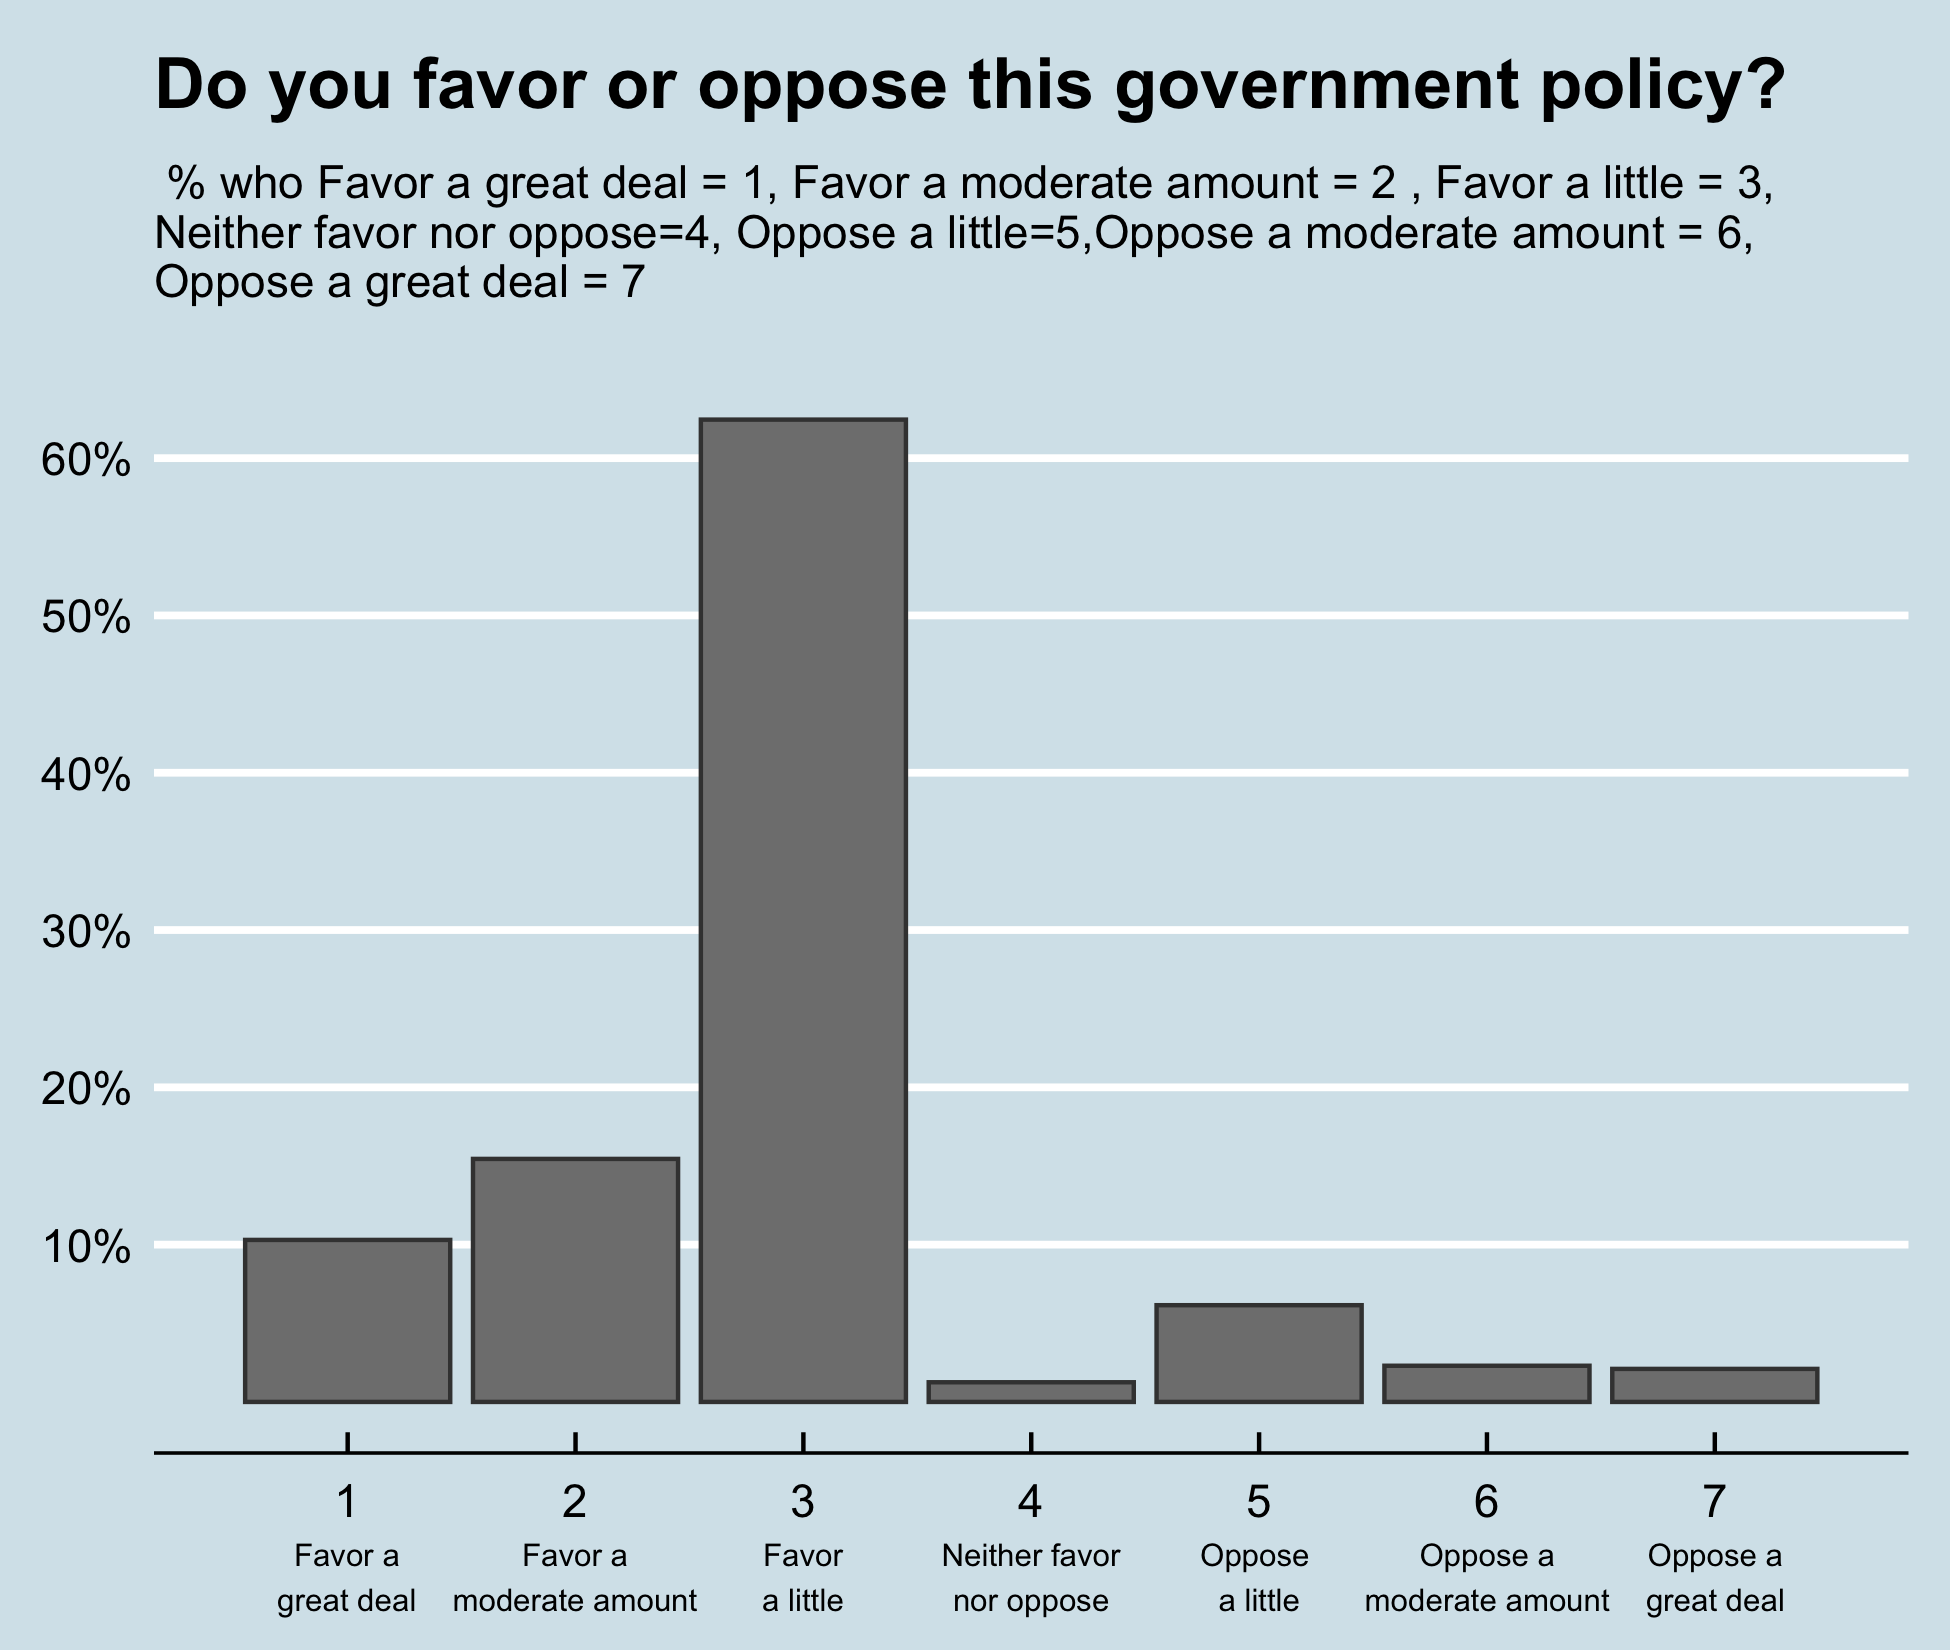 Do you favor or oppose this government policy?
% who Favor a great deal = 1, Favor a moderate amount = 2 , Favor a little = 3,
Neither favor nor oppose=4, Oppose a little=5,Oppose a moderate amount = 6,
Oppose a great deal = 7
60%
50%
40%
30%
20%
10%
1 2 3 4 5 6 7
Favor a Favor a Favor Neither favor Oppose Oppose a Oppose a
great deal moderate amount a little nor oppose a little moderate amount great deal